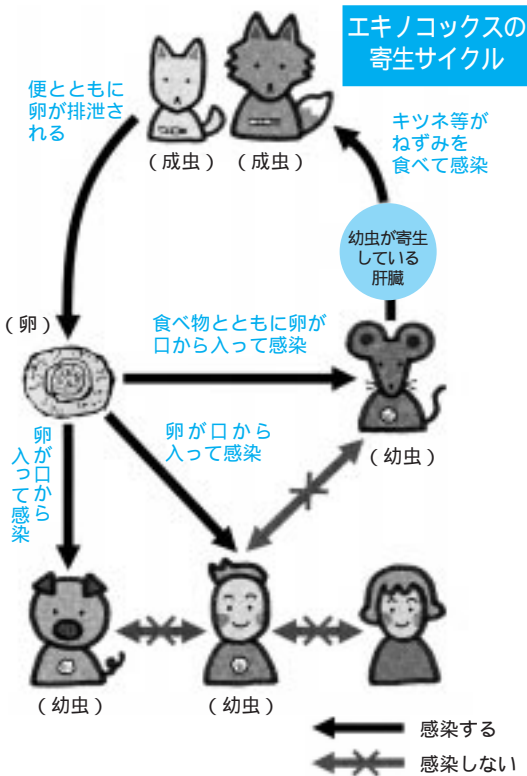 エキノコックスの
寄生サイクル
便とともに
卵が排泄さ
れる
(成虫)
(成虫)
キツネ等が
ねずみを
食べて感染
幼虫が寄生
している
肝臓
(卵)
食べ物とともに卵が
口から入って感染
(幼虫)
卵が口から
入って感染
卵が口から
入って感染
(幼虫)
(幼虫)
感染する
感染しない